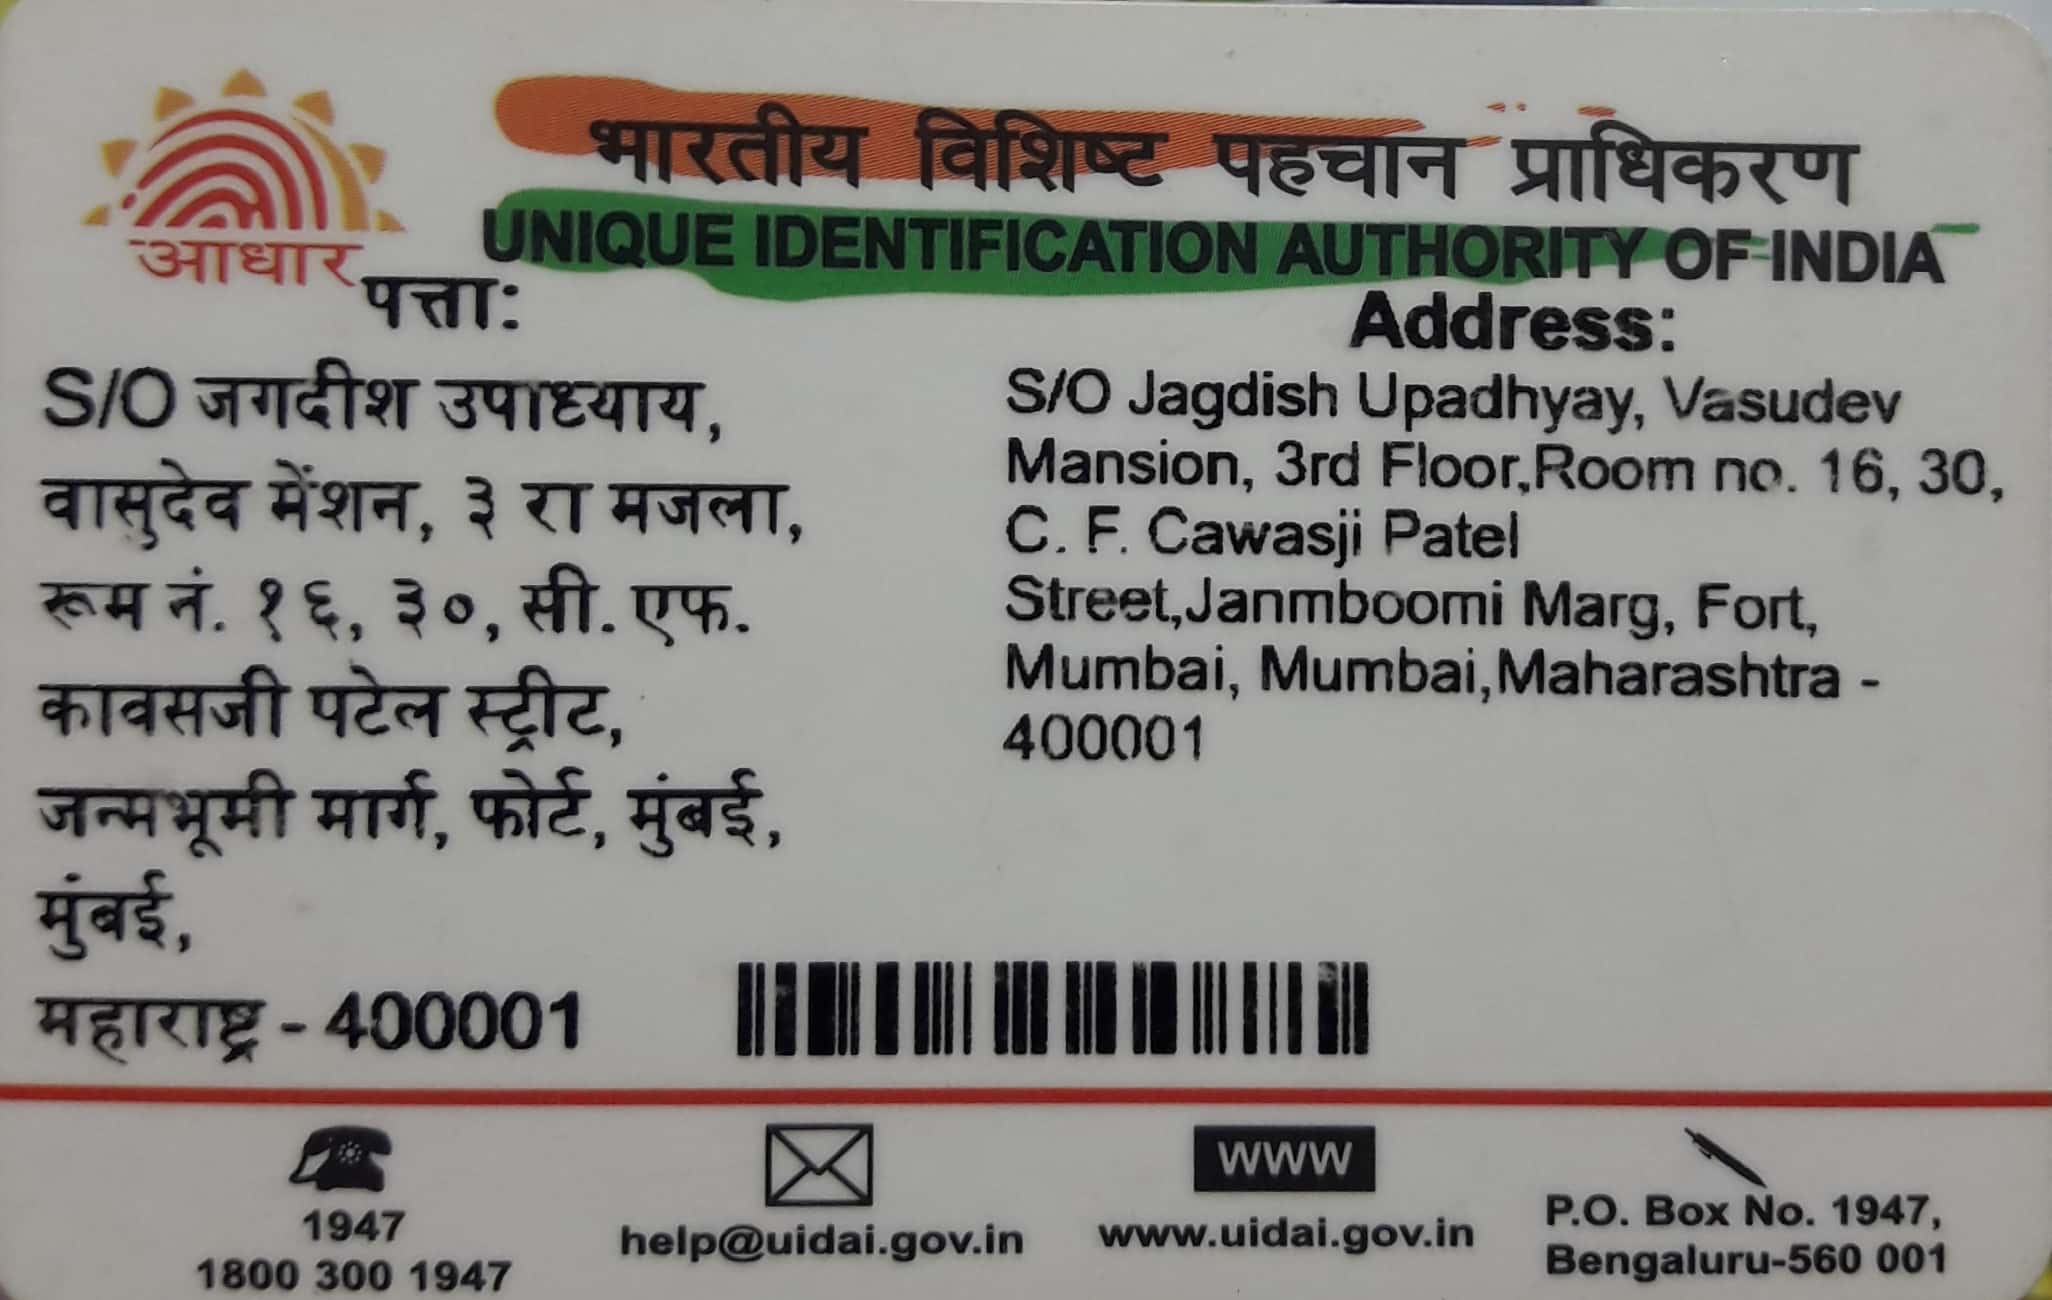 भारतीय विशिष्ट पहचान प्राधिकरण
UNIQUE IDENTIFICATION AUTHORITY OF INDIA
आधार
पत्ता:
S/O जगदीश उपाध्याय,
वासुदेव मेंशन, ३ रा मजला,
रूम नं. १६, ३०, सी. एफ.
कावसजी पटेल स्ट्रीट,
जन्मभूमी मार्ग, फोर्ट, मुंबई,
मुंबई,
महाराष्ट्र - 400001
Address:
S/O Jagdish Upadhyay, Vasudev
Mansion, 3rd Floor,Room no. 16, 30,
C. F. Cawasji Patel
Street,Janmboomi Marg, Fort,
Mumbai, Mumbai,Maharashtra -
400001
1947
1800 300 1947
help@uidai.gov.in
WWW
www.uidai.gov.in
P.O. Box No. 1947,
Bengaluru-560 001